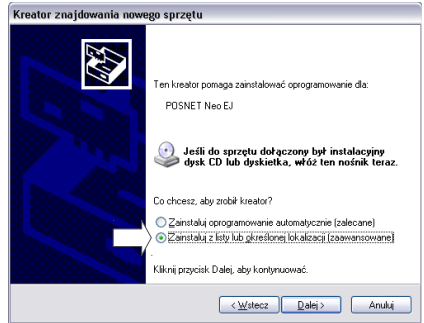 Kreator znajdowania nowego sprzętu
Ten kreator pomaga zainstalować oprogramowanie dla:
POSNET Neo EJ
Jeśli do sprzętu dołączony był instalacyjny
dysk CD lub dyskietka, włóż ten nośnik teraz.
Co chcesz, aby zrobił kreator?
Zainstaluj oprogramowanie automatycznie (zalecane)
Zainstaluj z listy lub określonej lokalizacji (zaawansowane)
Kliknij przycisk Dalej, aby kontynuować.
< Wstecz Dalej > Anuluj